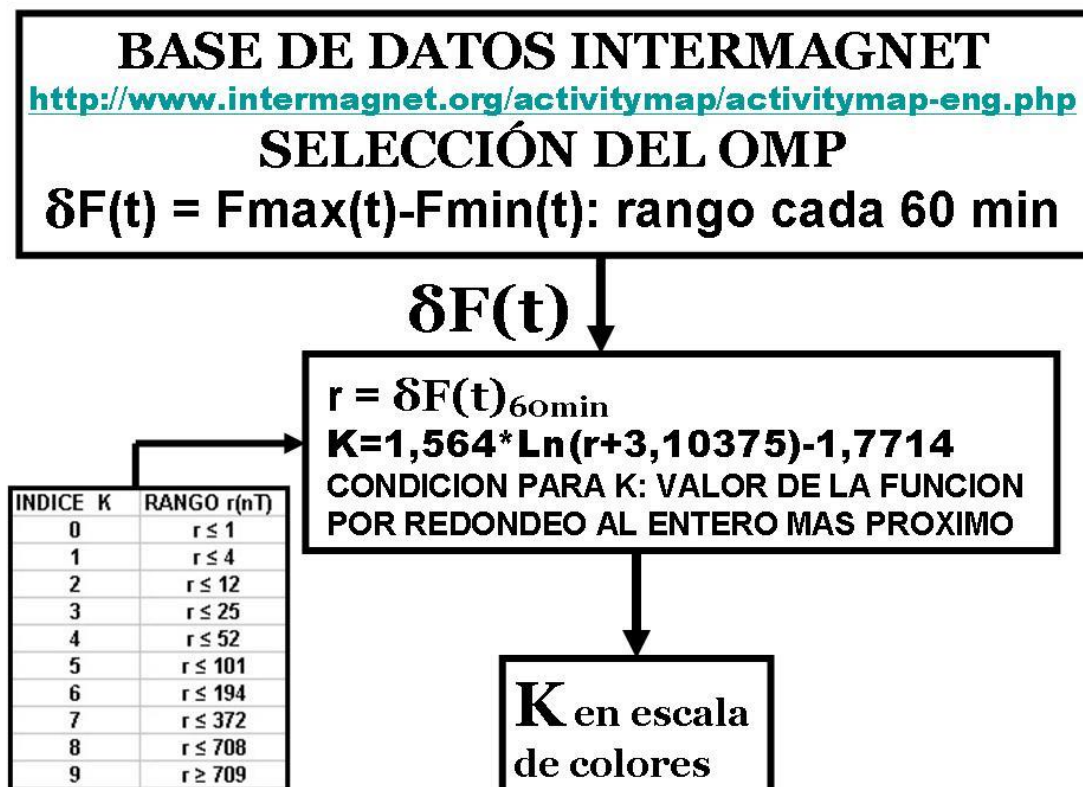 BASE DE DATOS INTERMAGNET
http://www.intermagnet.org/activitymap/activitymap-eng.php
SELECCIÓN DEL OMP
δF(t) = Fmax(t)-Fmin(t): rango cada 60 min
δF(t)
r = δF(t)60min
K=1,564*Ln(r+3,10375)-1,7714
CONDICION PARA K: VALOR DE LA FUNCION
POR REDONDEO AL ENTERO MAS PROXIMO
INDICE K RANGO r(nT)
0 r ≤ 1
1 r ≤ 4
2 r ≤ 12
3 r ≤ 25
4 r ≤ 52
5 r ≤ 101
6 r ≤ 194
7 r ≤ 372
8 r ≤ 708
9 r ≥ 709
K en escala
de colores